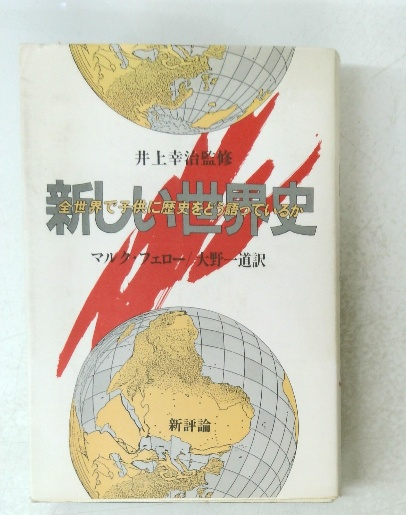 井上幸治監修
新しい世界史
全世界で子供に歴史をどう語っているか
マルク・フェロー/大野一道訳
新評論